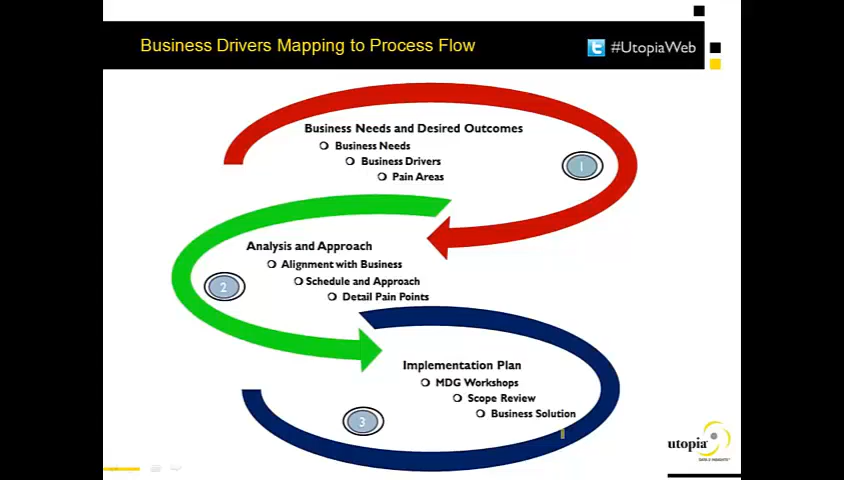 Business Drivers Mapping to Process Flow
#UtopiaWeb
Business Needs and Desired Outcomes
Business Needs
Business Drivers
Pain Areas
1
Analysis and Approach
Alignment with Business
Schedule and Approach
Detail Pain Points
2
Implementation Plan
MDG Workshops
Scope Review
Business Solution
3
utopia